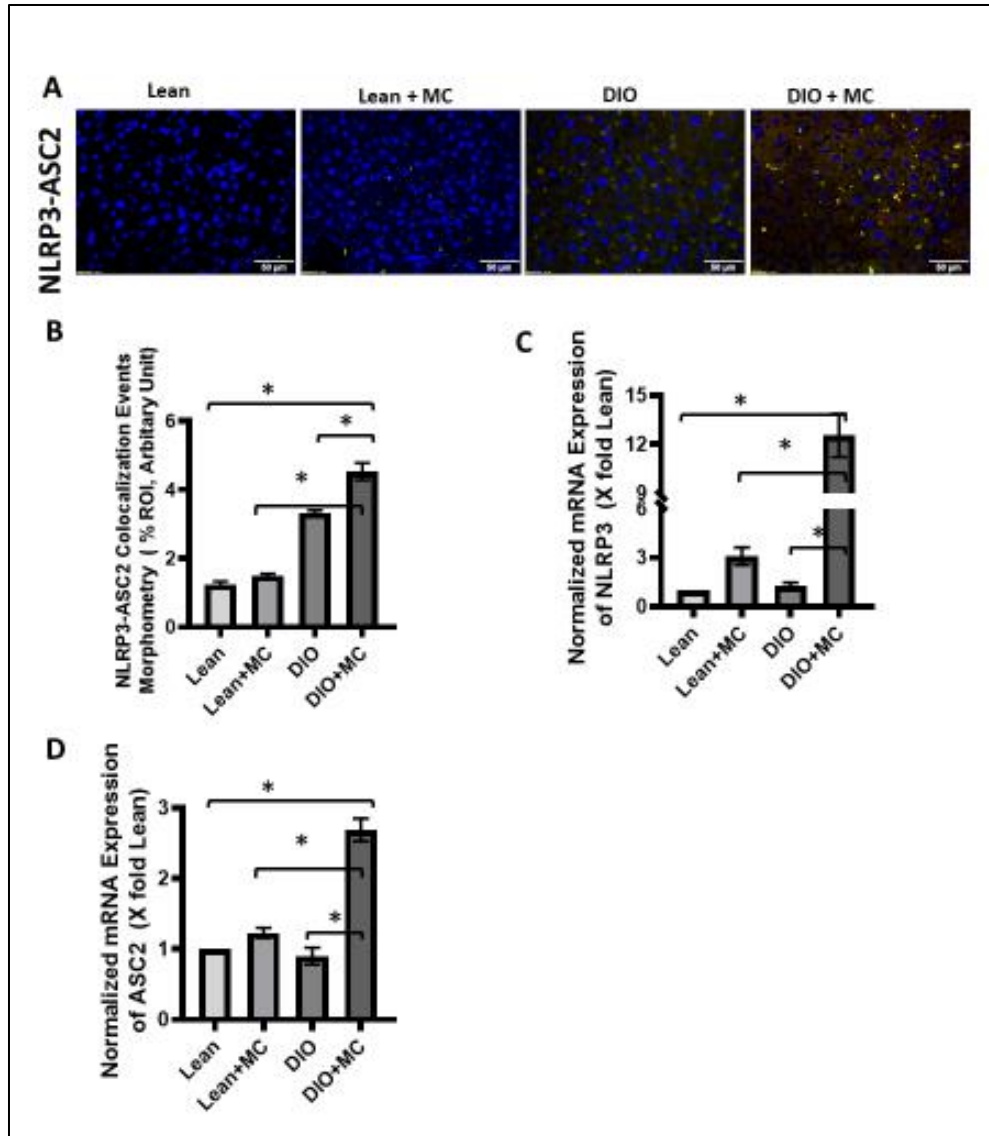 A
Lean
Lean + MC
DIO
DIO + MC
NLRP3-ASC2
50 µm
50 µm
50 µm
50 µm
B
NLRP3-ASC2 Colocalization Events
Morphometry ( % ROI, Arbitary Unit)
6
4
2
0
*
*
*
Lean
Lean+MC
DIO
DIO+MC
C
Normalized mRNA Expression
of NLRP3 (X fold Lean)
15
12
9
6
3
0
*
*
*
Lean
Lean+MC
DIO
DIO+MC
D
Normalized mRNA Expression
of ASC2 (X fold Lean)
3
2
1
0
*
*
*
Lean
Lean+MC
DIO
DIO+MC